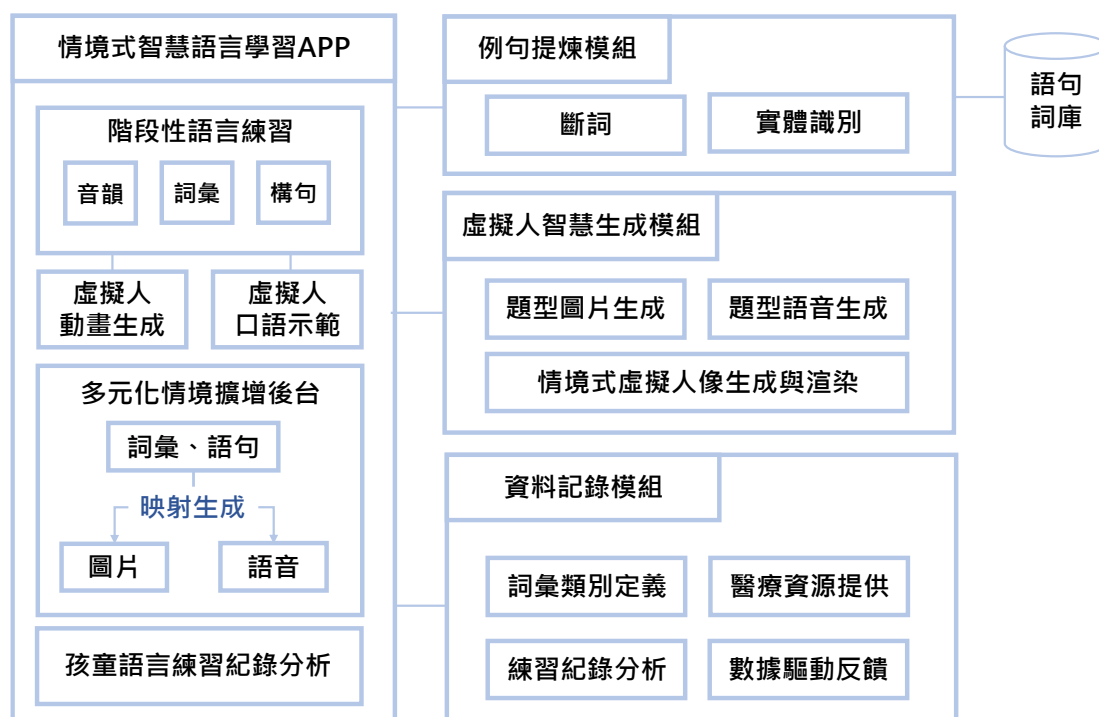 情境式智慧語言學習APP
階段性語言練習
音韻
詞彙
構句
虛擬人
動畫生成
虛擬人
口語示範
多元化情境擴增後台
詞彙、語句
映射生成
圖片
語音
孩童語言練習紀錄分析
例句提煉模組
斷詞
實體識別
語句
詞庫
虛擬人智慧生成模組
題型圖片生成
題型語音生成
情境式虛擬人像生成與渲染
資料記錄模組
詞彙類別定義
醫療資源提供
練習紀錄分析
數據驅動反饋